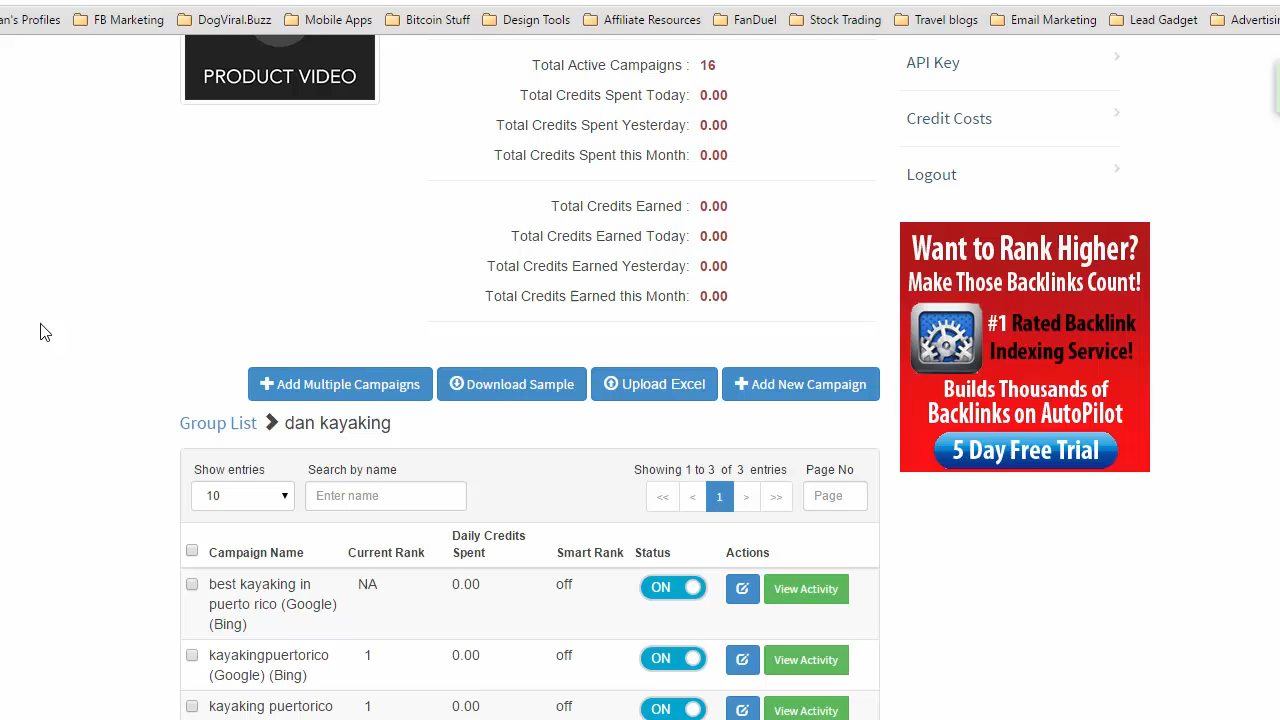 an's Profiles FB Marketing DogViral.Buzz Mobile Apps Bitcoin Stuff Design Tools Affiliate Resources FanDuel Stock Trading Travel blogs Email Marketing Lead Gadget Advertisi
PRODUCT VIDEO
Total Active Campaigns : 16
Total Credits Spent Today: 0.00
Total Credits Spent Yesterday: 0.00
Total Credits Spent this Month: 0.00
Total Credits Earned : 0.00
Total Credits Earned Today: 0.00
Total Credits Earned Yesterday: 0.00
Total Credits Earned this Month: 0.00
API Key
Credit Costs
Logout
Want to Rank Higher?
Make Those Backlinks Count!
#1 Rated Backlink
Indexing Service!
Builds Thousands of
Backlinks on AutoPilot
5 Day Free Trial
Add Multiple Campaigns Download Sample Upload Excel Add New Campaign
Group List dan kayaking
Show entries Search by name Showing 1 to 3 of 3 entries Page No
10 Enter name << < 1 > >> Page
Campaign Name Current Rank Daily Credits Spent Smart Rank Status Actions
best kayaking in NA 0.00 off ON View Activity
puerto rico (Google)
(Bing)
kayakingpuertorico 1 0.00 off ON View Activity
(Google) (Bing)
kayaking puertorico 1 0.00 off ON View Activity